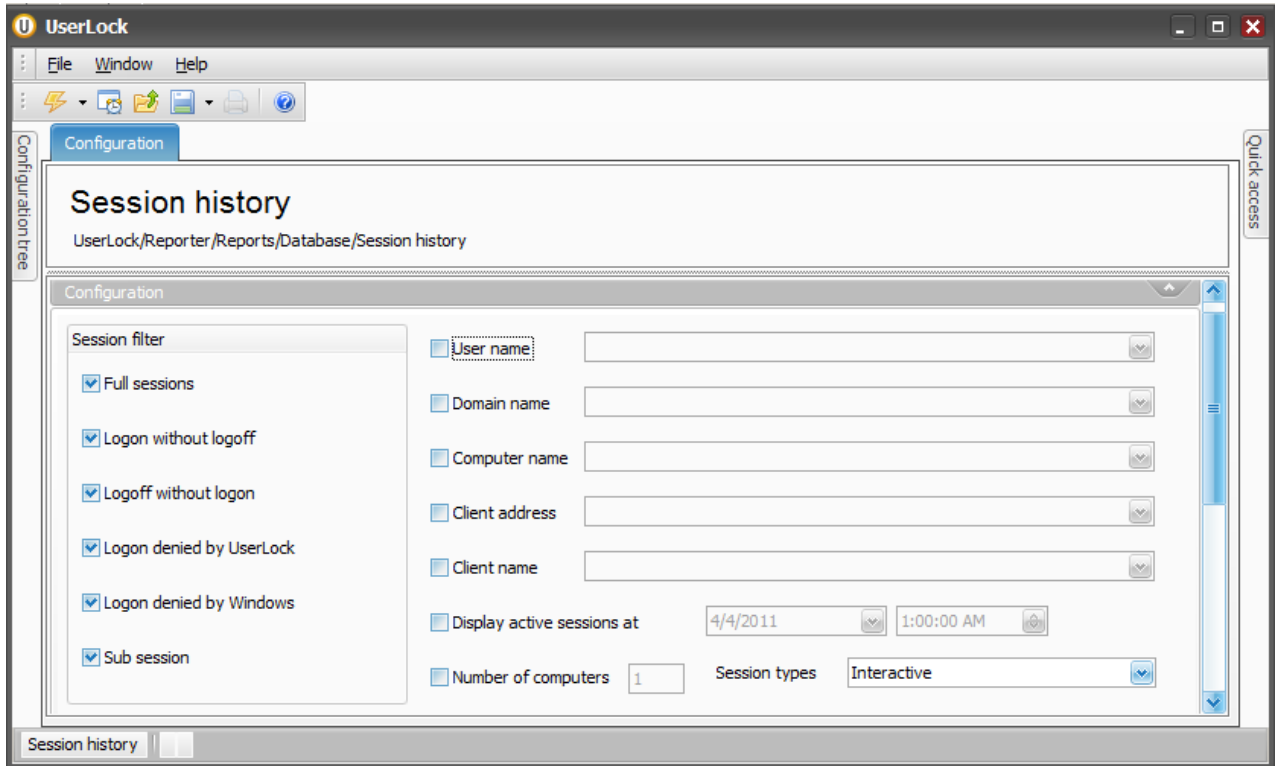 UserLock
File Window Help
Configuration tree
Configuration
Quick access
Session history
UserLock/Reporter/Reports/Database/Session history
Configuration
Session filter
Full sessions
Logon without logoff
Logoff without logon
Logon denied by UserLock
Logon denied by Windows
Sub session
User name
Domain name
Computer name
Client address
Client name
Display active sessions at 4/4/2011 1:00:00 AM
Number of computers 1 Session types Interactive
Session history